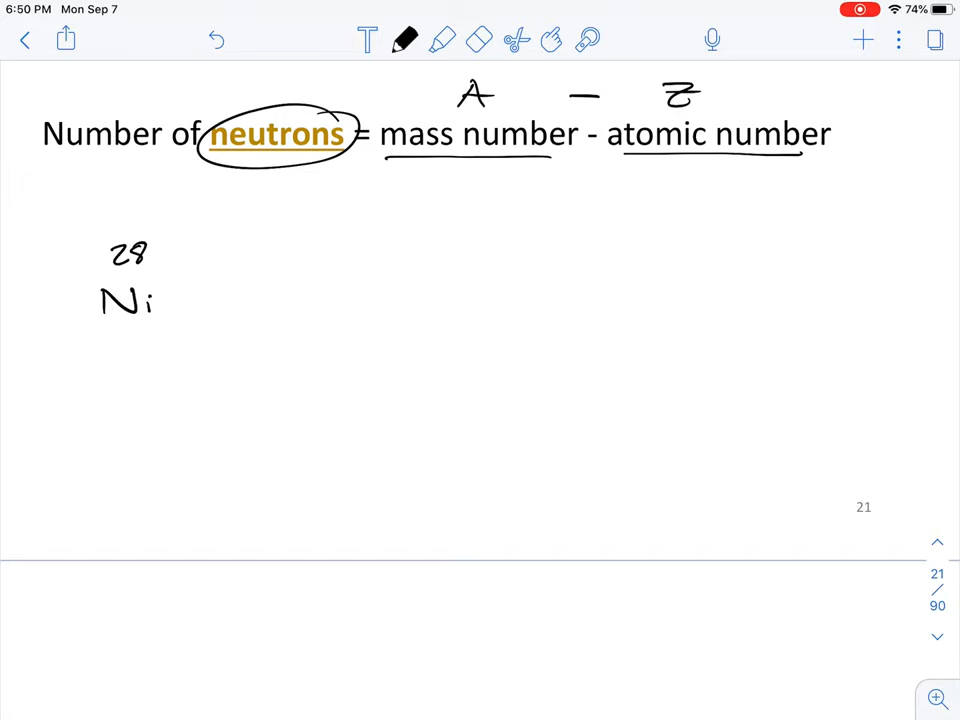 6:50 PM Mon Sep 7
74%
T
A - Z
Number of neutrons = mass number - atomic number
28
Ni
21
21
/
90